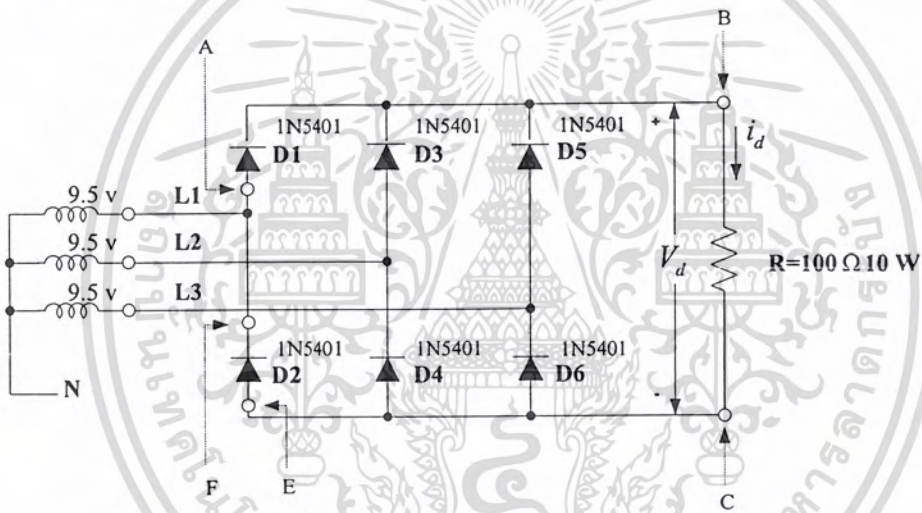 B
A
1N5401 1N5401 1N5401
D1 D3 D5
+
i_d
9.5 v L1
L2
9.5 v
9.5 v L3
V_d
R=100 Ω 10 W
1N5401 1N5401 1N5401
D2 D4 D6
N
-
F E
C